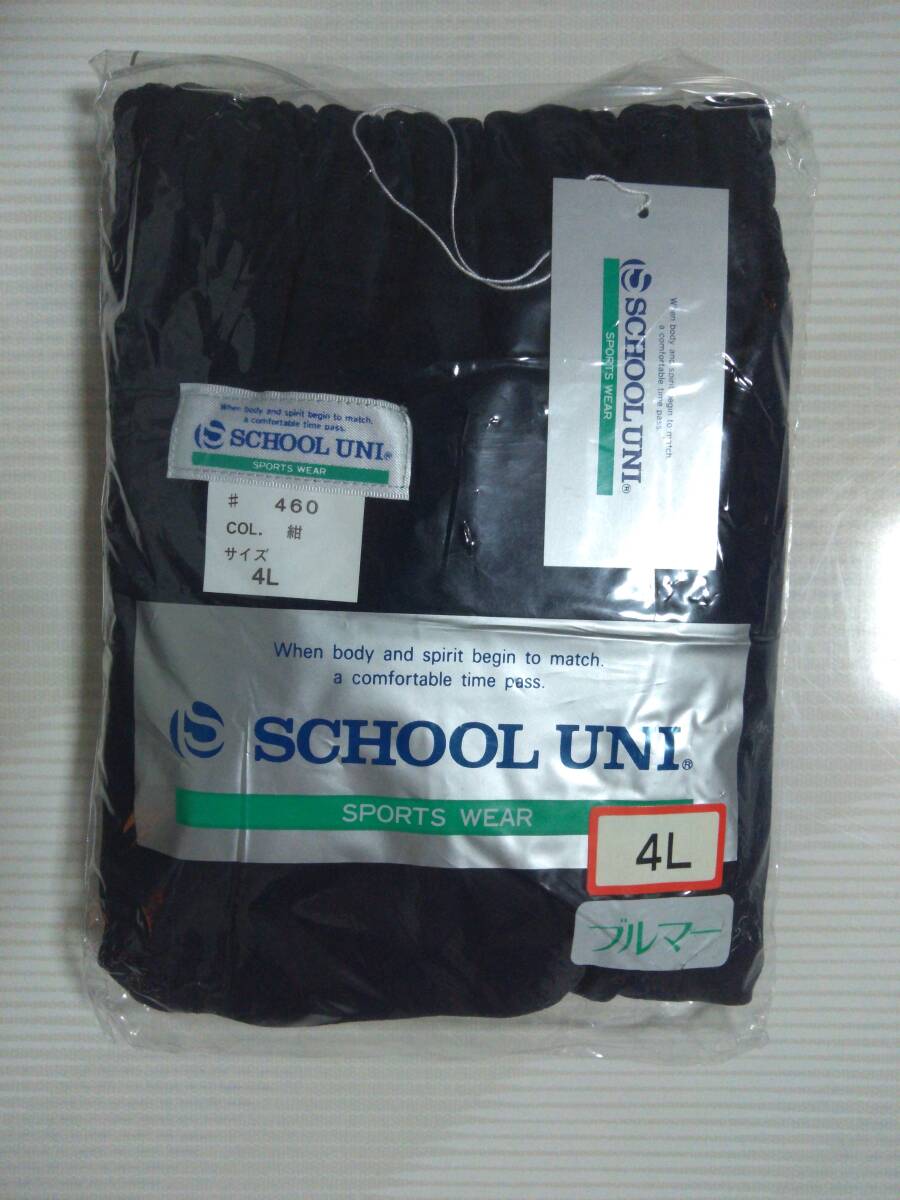 When body and spirit begin to match.
a comfortable time pass.
SCHOOL UNI®
SPORTS WEAR
When body and spirit begin to match.
a comfortable time pass.
SCHOOL UNI®
SPORTS WEAR
# 460
COL. 紺
サイズ
4L
When body and spirit begin to match.
a comfortable time pass.
SCHOOL UNI®
SPORTS WEAR
4L
ブルマー